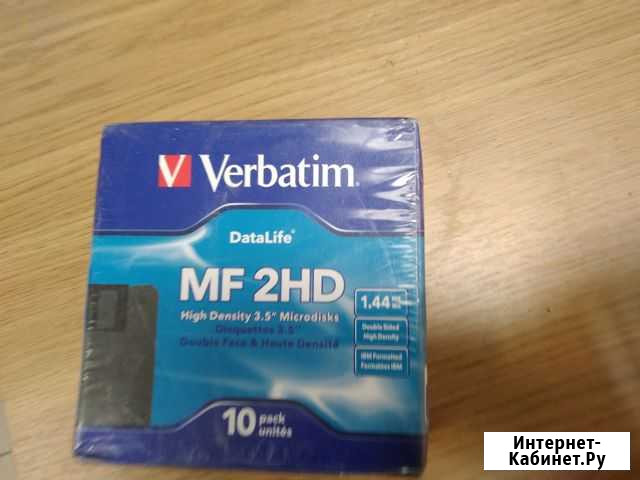 Verbatim
DataLife
MF 2HD
High Density 3.5" Microdisks
Disquettes 3.5"
Double Face & Haute Densité
1.44 MB
Double Sided
High Density
IBM Formatted
Formatées IBM
10 pack
unités
Интернет-
Кабинет.Ру